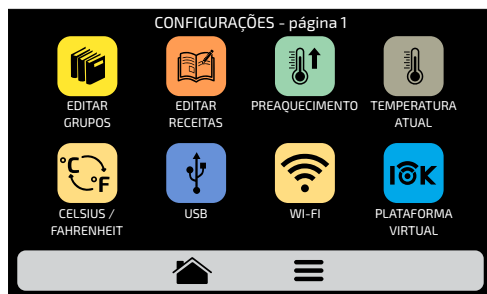 CONFIGURAÇÕES - página 1
EDITAR
GRUPOS
EDITAR
RECEITAS
PREAQUECIMENTO
TEMPERATURA
ATUAL
°C
°F
IOK
CELSIUS /
FAHRENHEIT
USB
WI-FI
PLATAFORMA
VIRTUAL